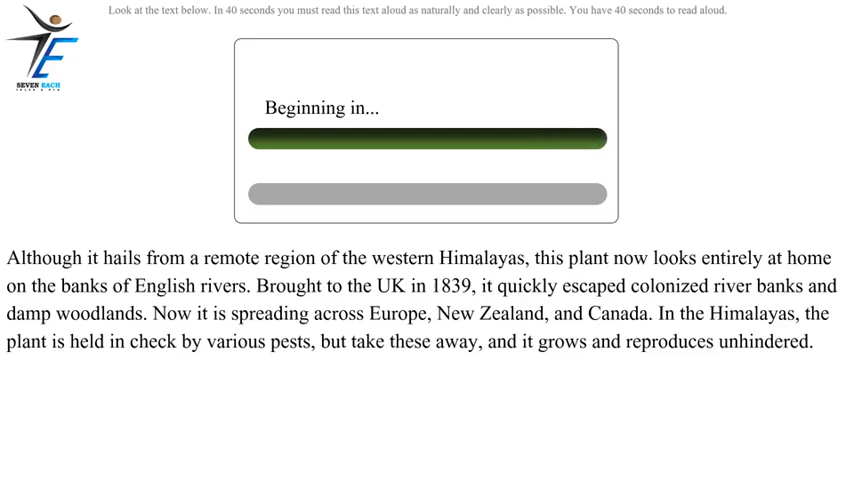 Look at the text below. In 40 seconds you must read this text aloud as naturally and clearly as possible. You have 40 seconds to read aloud.
SEVEN EACH
Beginning in...
Although it hails from a remote region of the western Himalayas, this plant now looks entirely at home
on the banks of English rivers. Brought to the UK in 1839, it quickly escaped colonized river banks and
damp woodlands. Now it is spreading across Europe, New Zealand, and Canada. In the Himalayas, the
plant is held in check by various pests, but take these away, and it grows and reproduces unhindered.